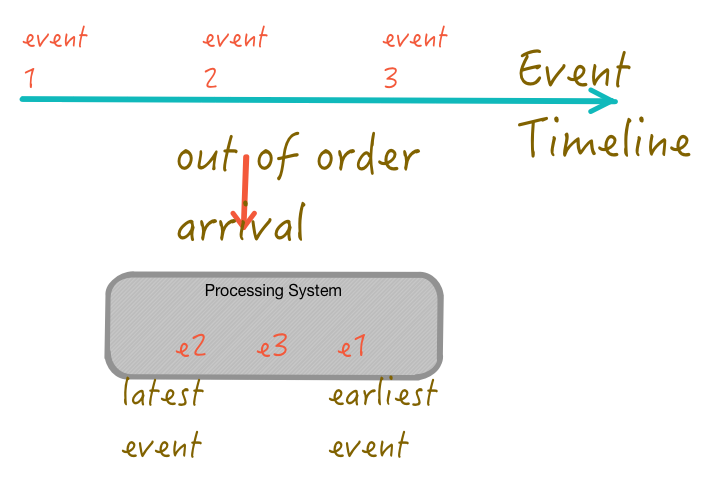 event event event
1 2 3
Event
Timeline
out of order
arrival
Processing System
e2 e3 e1
latest earliest
event event